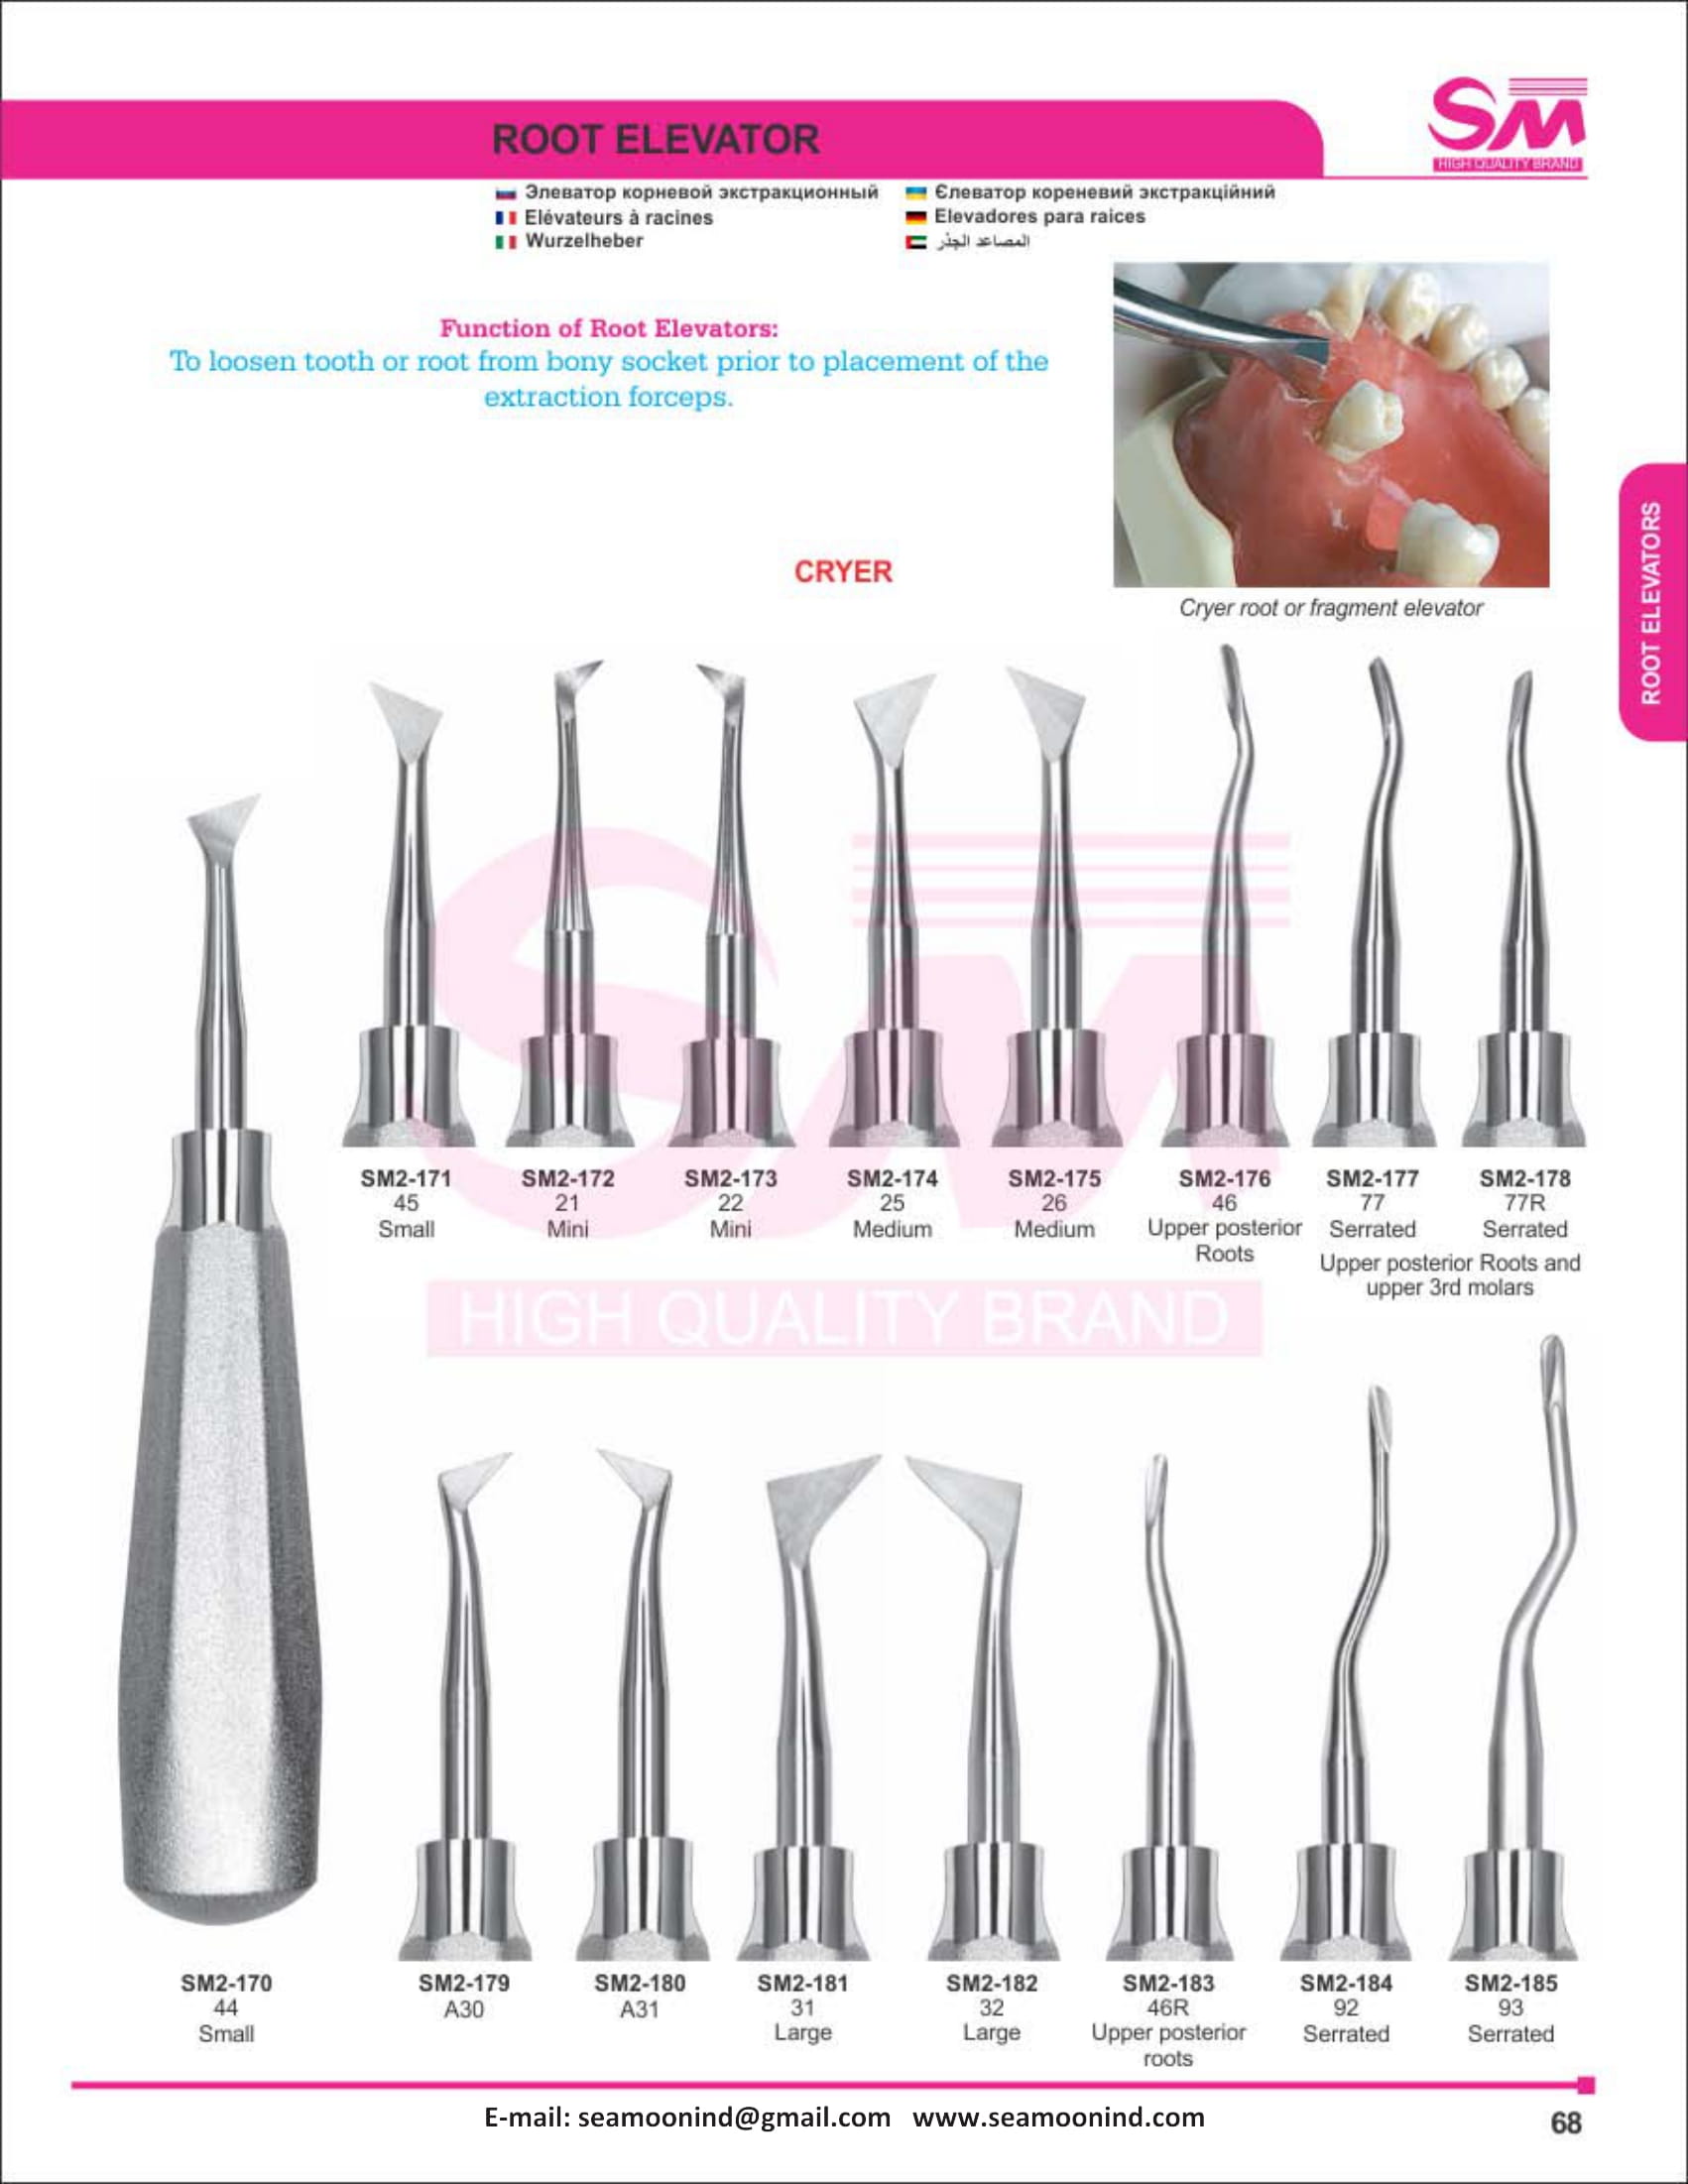 SM
HIGH QUALITY BRAND
ROOT ELEVATOR
Элеватор корневой экстракционный
Elévateurs à racines
Wurzelheber
Єлеватор кореневий экстракційний
Elevadores para raices
المصاعد الجذر
Function of Root Elevators:
To loosen tooth or root from bony socket prior to placement of the
extraction forceps.
CRYER
Cryer root or fragment elevator
ROOT ELEVATORS
SM2-171
45
Small
SM2-172
21
Mini
SM2-173
22
Mini
SM2-174
25
Medium
SM2-175
26
Medium
SM2-176
46
Upper posterior
Roots
SM2-177
77
Serrated
SM2-178
77R
Serrated
Upper posterior Roots and
upper 3rd molars
SM
HIGH QUALITY BRAND
SM2-170
44
Small
SM2-179
A30
SM2-180
A31
SM2-181
31
Large
SM2-182
32
Large
SM2-183
46R
Upper posterior
roots
SM2-184
92
Serrated
SM2-185
93
Serrated
E-mail: seamoonind@gmail.com www.seamoonind.com
68